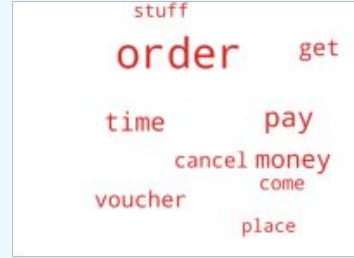 stuff
order get
time pay
cancel money
come
voucher
place